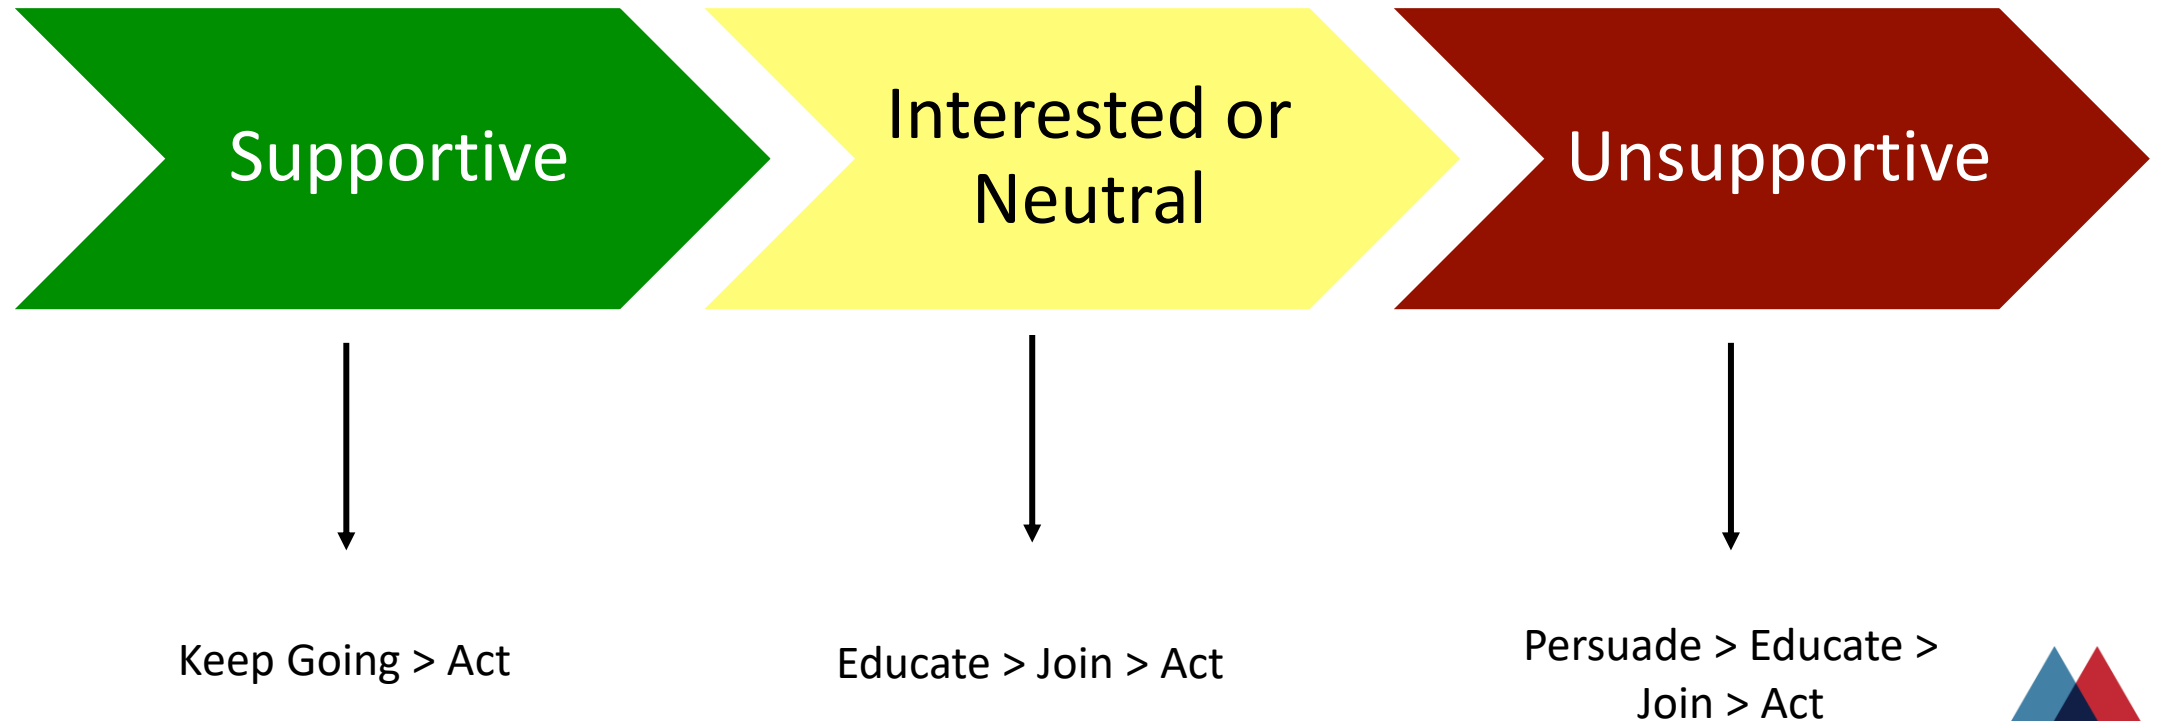 Supportive
Interested or
Neutral
Unsupportive
Keep Going > Act
Educate > Join > Act
Persuade > Educate >
Join > Act